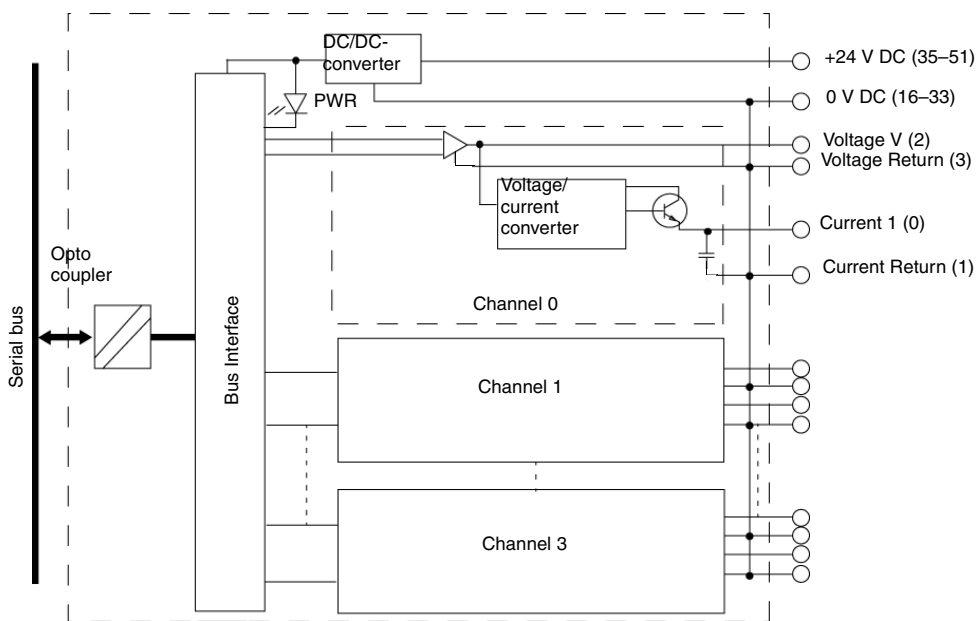 DC/DC-
converter
+24 V DC (35–51)
PWR
0 V DC (16–33)
Voltage V (2)
Voltage Return (3)
Voltage/
current
converter
Current 1 (0)
Opto
coupler
Current Return (1)
Channel 0
Serial bus
Bus Interface
Channel 1
Channel 3